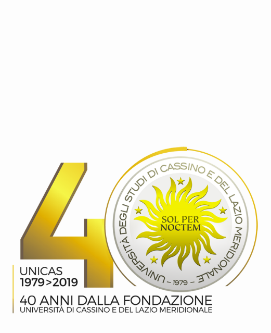 40
UNIVERSITÀ DEGLI STUDI DI CASSINO E DEL LAZIO MERIDIONALE
SOL PER
NOCTEM
- 1979 -
UNICAS
1979>2019
40 ANNI DALLA FONDAZIONE
UNIVERSITÀ DI CASSINO E DEL LAZIO MERIDIONALE